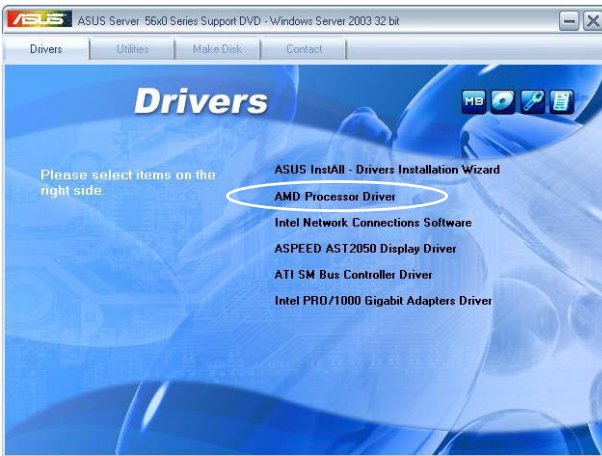 ASUS ASUS Server 56x0 Series Support DVD - Windows Server 2003 32 bit
Drivers Utilities Make Disk Contact
Drivers
MB
Please select items on the
right side.
ASUS InstAll - Drivers Installation Wizard
AMD Processor Driver
Intel Network Connections Software
ASPEED AST2050 Display Driver
ATI SM Bus Controller Driver
Intel PRO/1000 Gigabit Adapters Driver